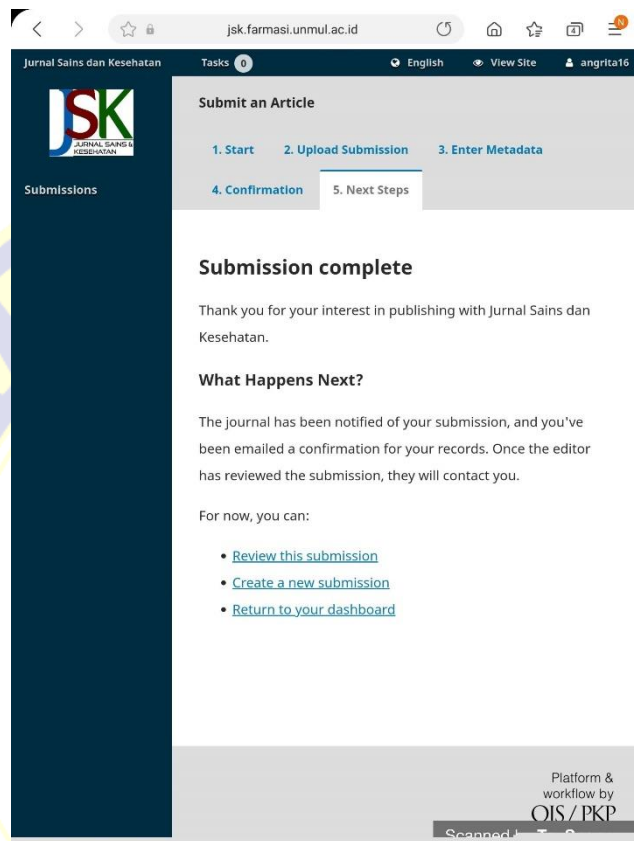 jsk.farmasi.unmul.ac.id
4
N
Jurnal Sains dan Kesehatan
Tasks 0
English
View Site
angrita16
JSK
JURNAL SAINS &
KESEHATAN
Submissions
Submit an Article
1. Start 2. Upload Submission 3. Enter Metadata
4. Confirmation 5. Next Steps
Submission complete
Thank you for your interest in publishing with Jurnal Sains dan
Kesehatan.
What Happens Next?
The journal has been notified of your submission, and you've
been emailed a confirmation for your records. Once the editor
has reviewed the submission, they will contact you.
For now, you can:
• Review this submission
• Create a new submission
• Return to your dashboard
Platform &
workflow by
OJS / PKP
Scanned